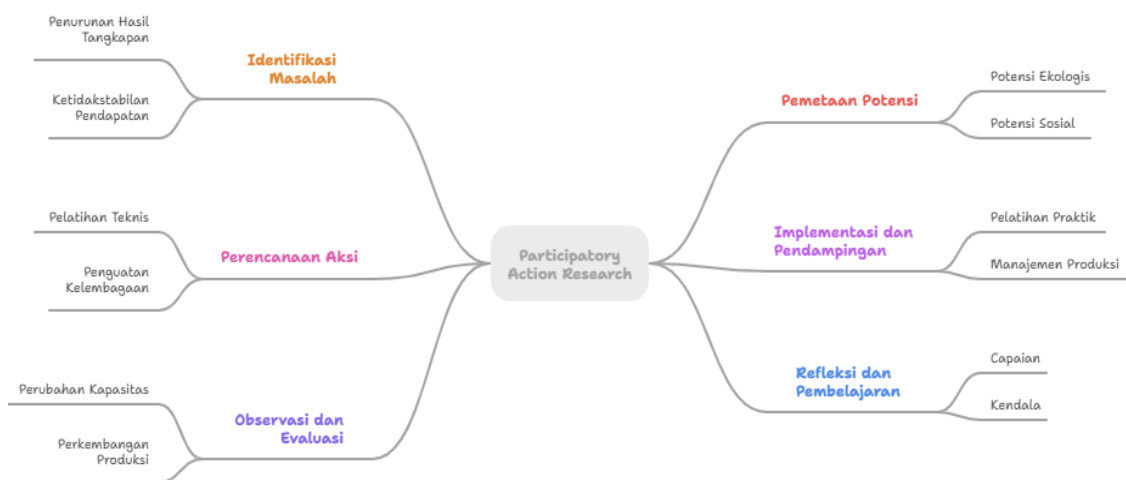 Penurunan Hasil
Tangkapan
Identifikasi
Masalah
Ketidakstabilan
Pendapatan
Pelatihan Teknis
Perencanaan Aksi
Penguatan
Kelembagaan
Perubahan Kapasitas
Observasi dan
Evaluasi
Perkembangan
Produksi
Participatory
Action Research
Pemetaan Potensi
Potensi Ekologis
Potensi Sosial
Implementasi dan
Pendampingan
Pelatihan Praktik
Manajemen Produksi
Refleksi dan
Pembelajaran
Capaian
Kendala